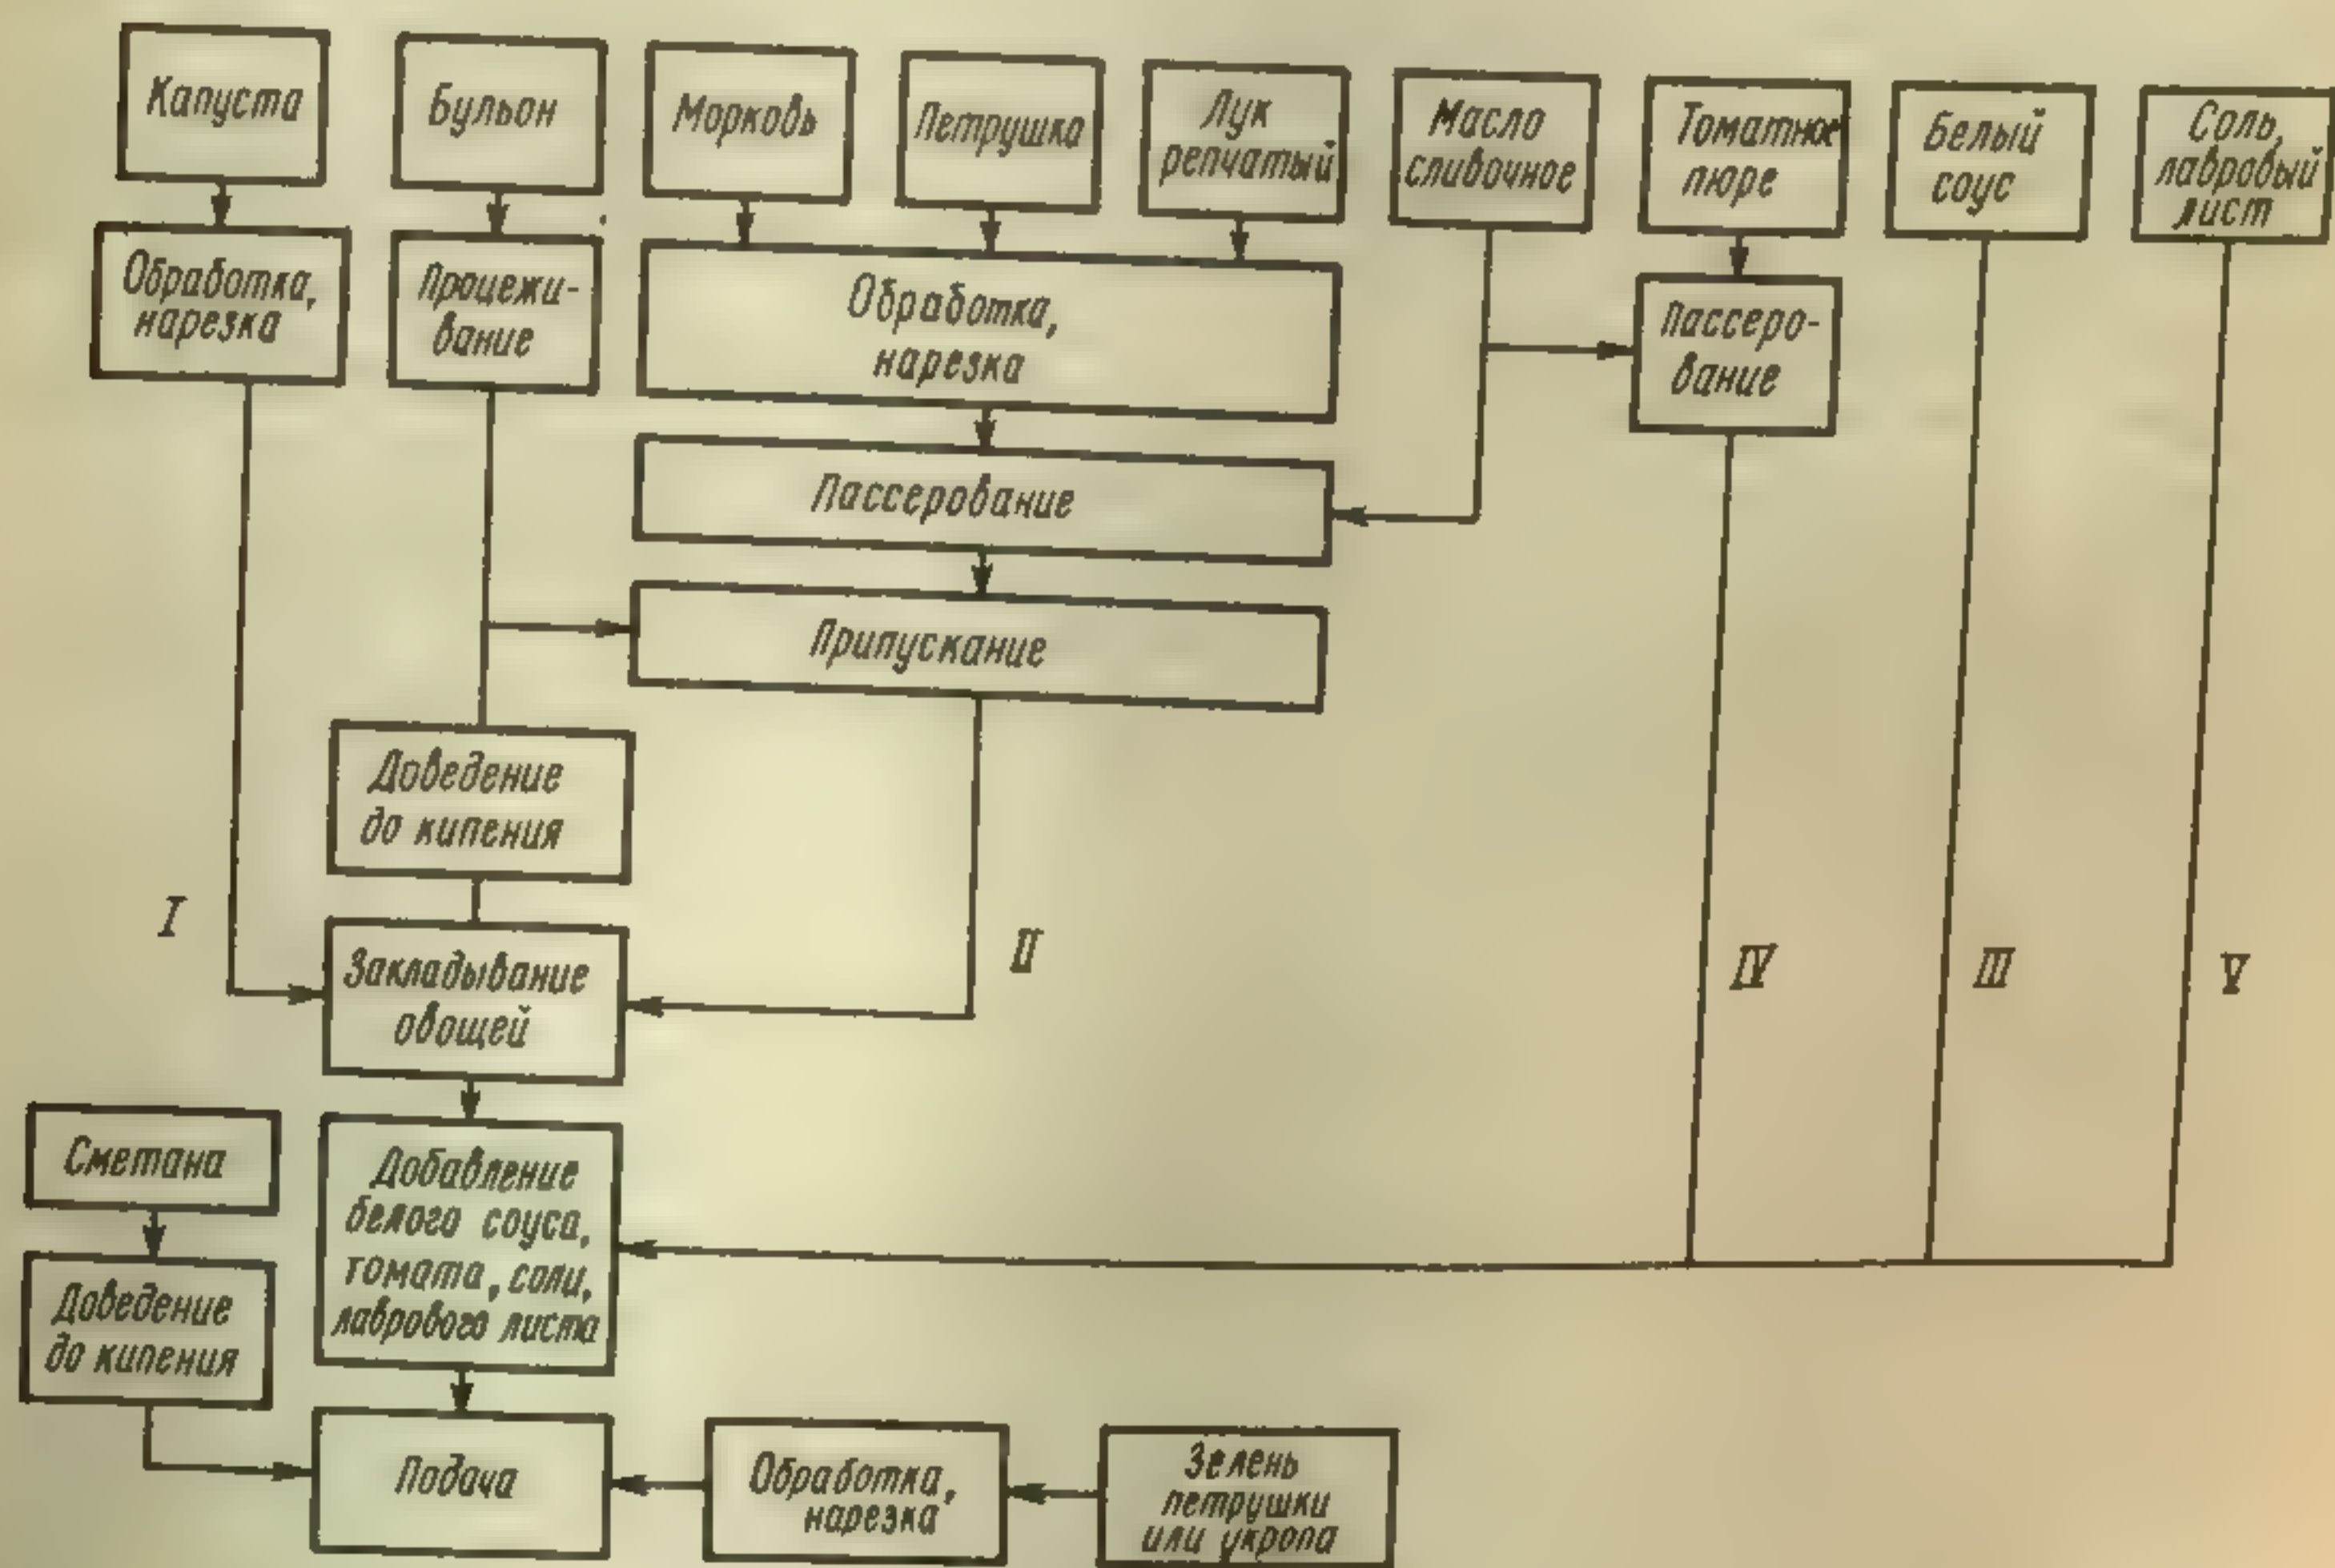 Капуста
Бульон
Морковь
Петрушка
Лук
репчатый
Масло
сливочное
Томатное
пюре
Белый
соус
Соль,
лавровый
лист
Обработка,
нарезка
Процежи-
вание
Обработка,
нарезка
Пассеро-
вание
Пассерование
Припускание
Доведение
до кипения
I
II
IV
III
V
Закладывание
овощей
Сметана
Добавление
белого соуса,
томата, соли,
лаврового листа
Доведение
до кипения
Подача
Обработка,
нарезка
Зелень
петрушки
или укропа